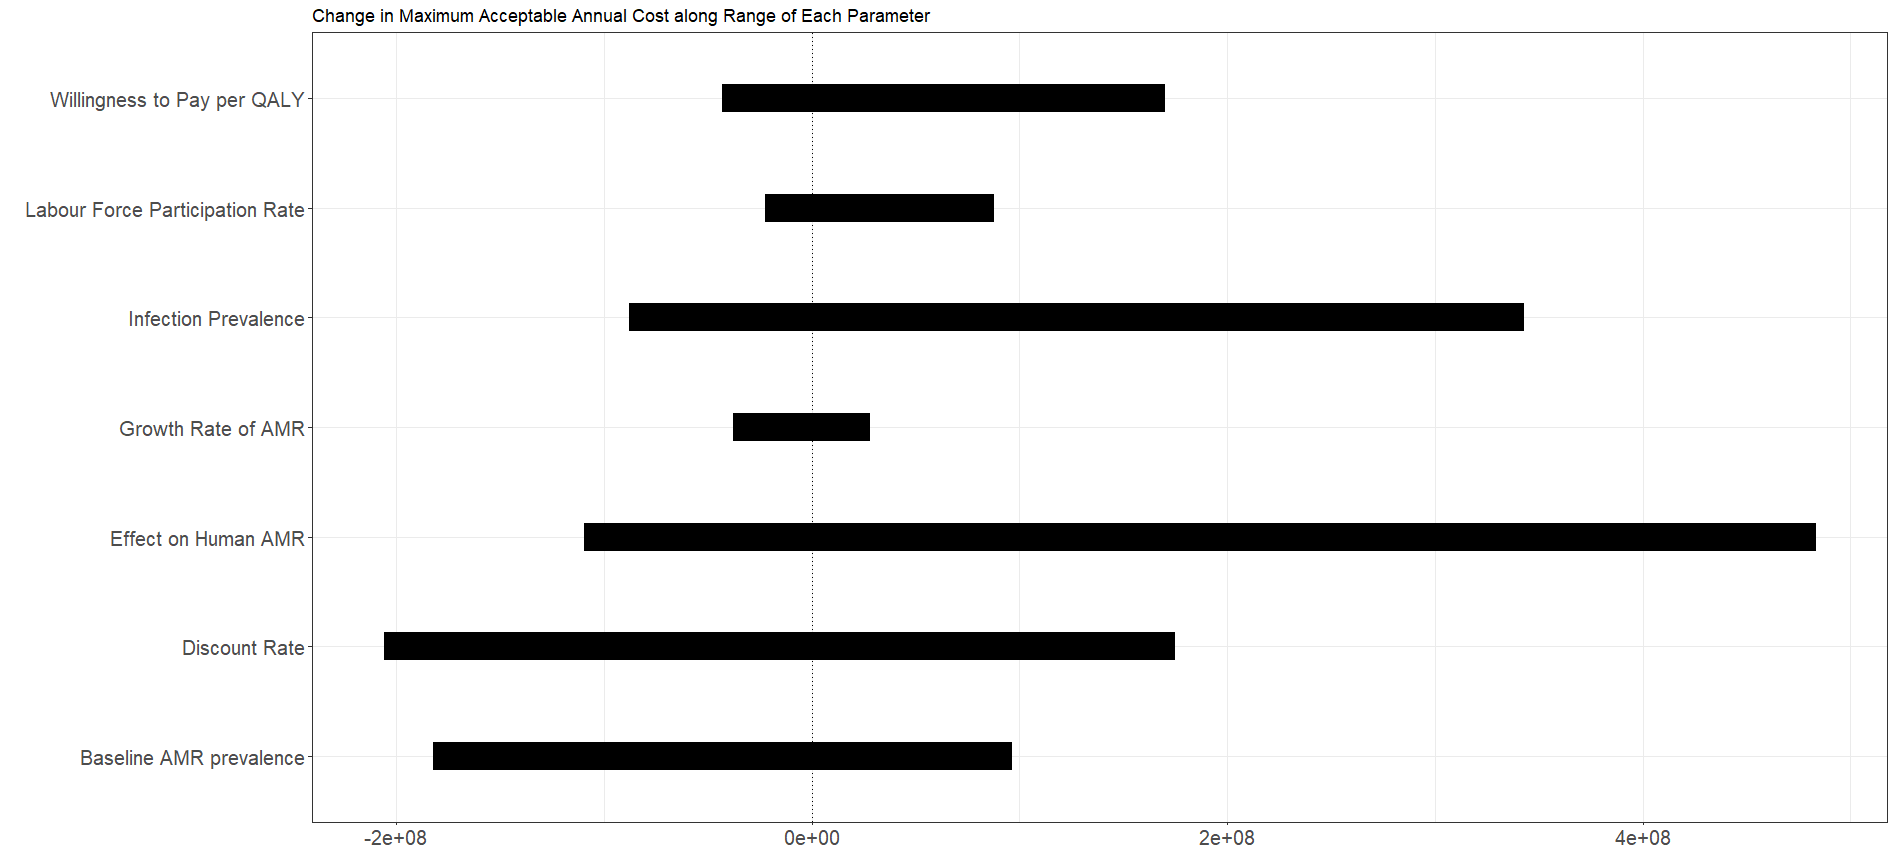 Change in Maximum Acceptable Annual Cost along Range of Each Parameter
Willingness to Pay per QALY
Labour Force Participation Rate
Infection Prevalence
Growth Rate of AMR
Effect on Human AMR
Discount Rate
Baseline AMR prevalence
-2e+08 0e+00 2e+08 4e+08